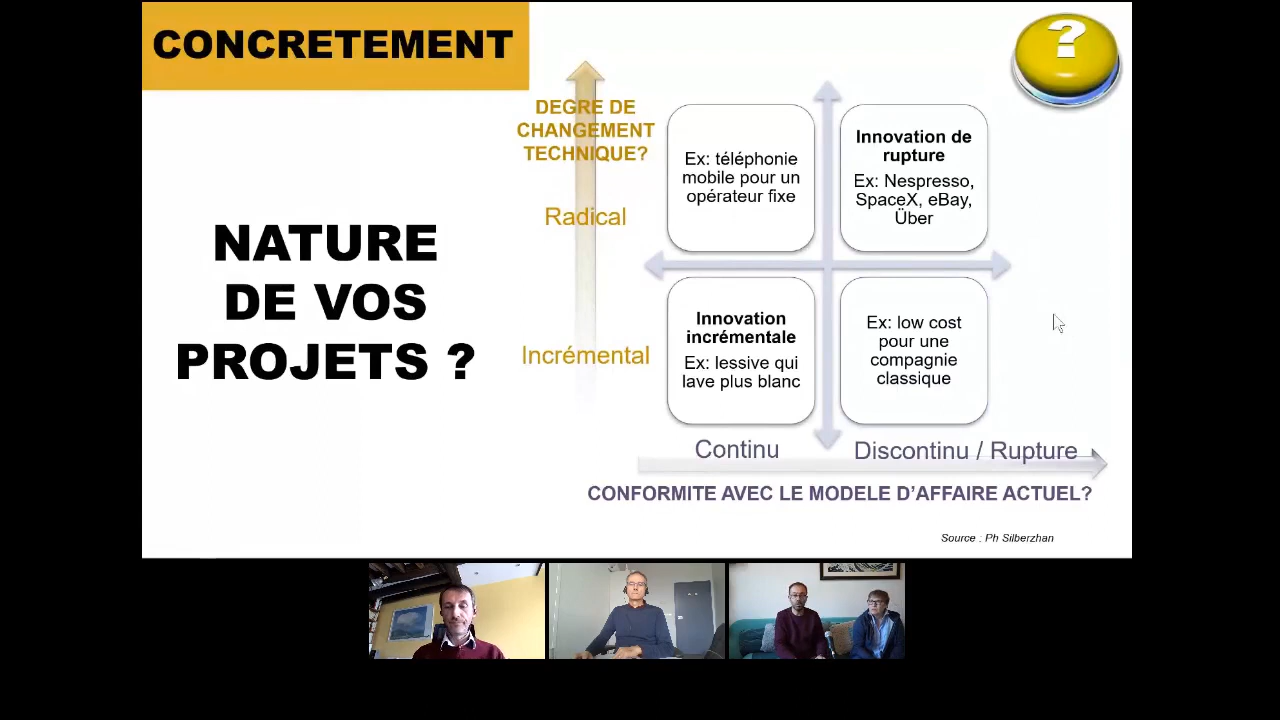 CONCRETEMENT
?
NATURE
DE VOS
PROJETS ?
DEGRE DE
CHANGEMENT
TECHNIQUE?
Radical
Incrémental
Ex: téléphonie
mobile pour un
opérateur fixe
Innovation de
rupture
Ex: Nespresso,
SpaceX, eBay,
Über
Innovation
incrémentale
Ex: lessive qui
lave plus blanc
Ex: low cost
pour une
compagnie
classique
Continu
Discontinu / Rupture
CONFORMITE AVEC LE MODELE D’AFFAIRE ACTUEL?
Source : Ph Silberzhan